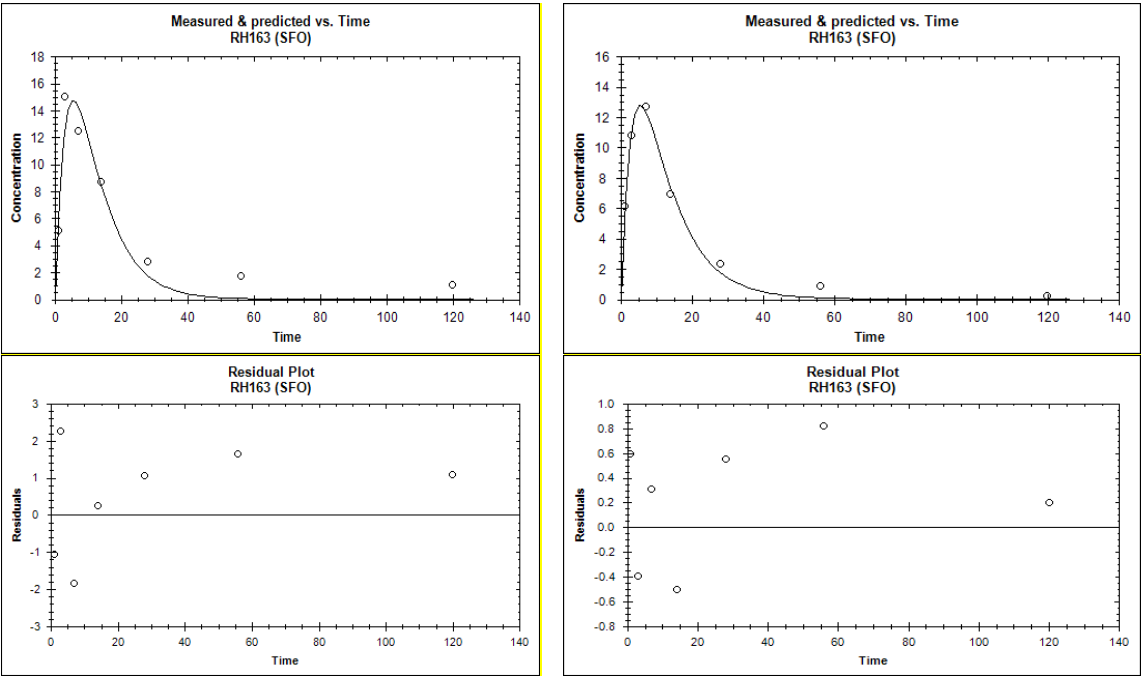 Measured & predicted vs. Time
RH163 (SFO)
18
16
14
12
10
8
6
4
2
0
Concentration
0 20 40 60 80 100 120 140
Time
Measured & predicted vs. Time
RH163 (SFO)
16
14
12
10
8
6
4
2
0
Concentration
0 20 40 60 80 100 120 140
Time
Residual Plot
RH163 (SFO)
3
2
1
0
-1
-2
-3
Residuals
0 20 40 60 80 100 120 140
Time
Residual Plot
RH163 (SFO)
1.0
0.8
0.6
0.4
0.2
0.0
-0.2
-0.4
-0.6
-0.8
Residuals
0 20 40 60 80 100 120 140
Time